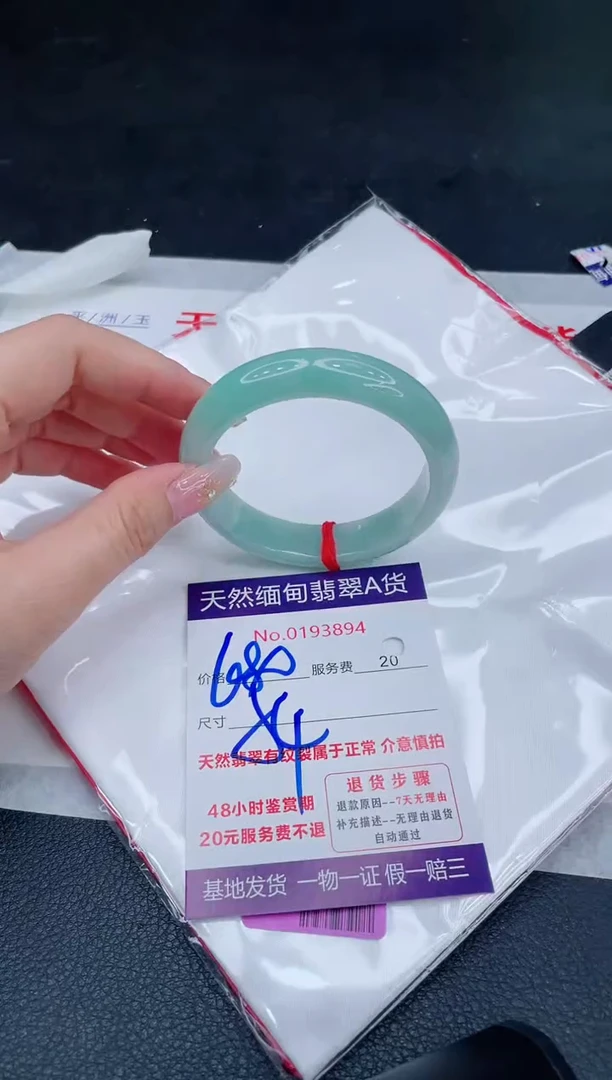 天然缅甸翡翠A货
No.0193894
价格 680 服务费 20
尺寸
天然翡翠有纹裂属于正常 介意慎拍
48小时鉴赏期
20元服务费不退
退货步骤
退款原因--7天无理由
补充描述--无理由退货
自动通过
基地发货 一物一证 假一赔三